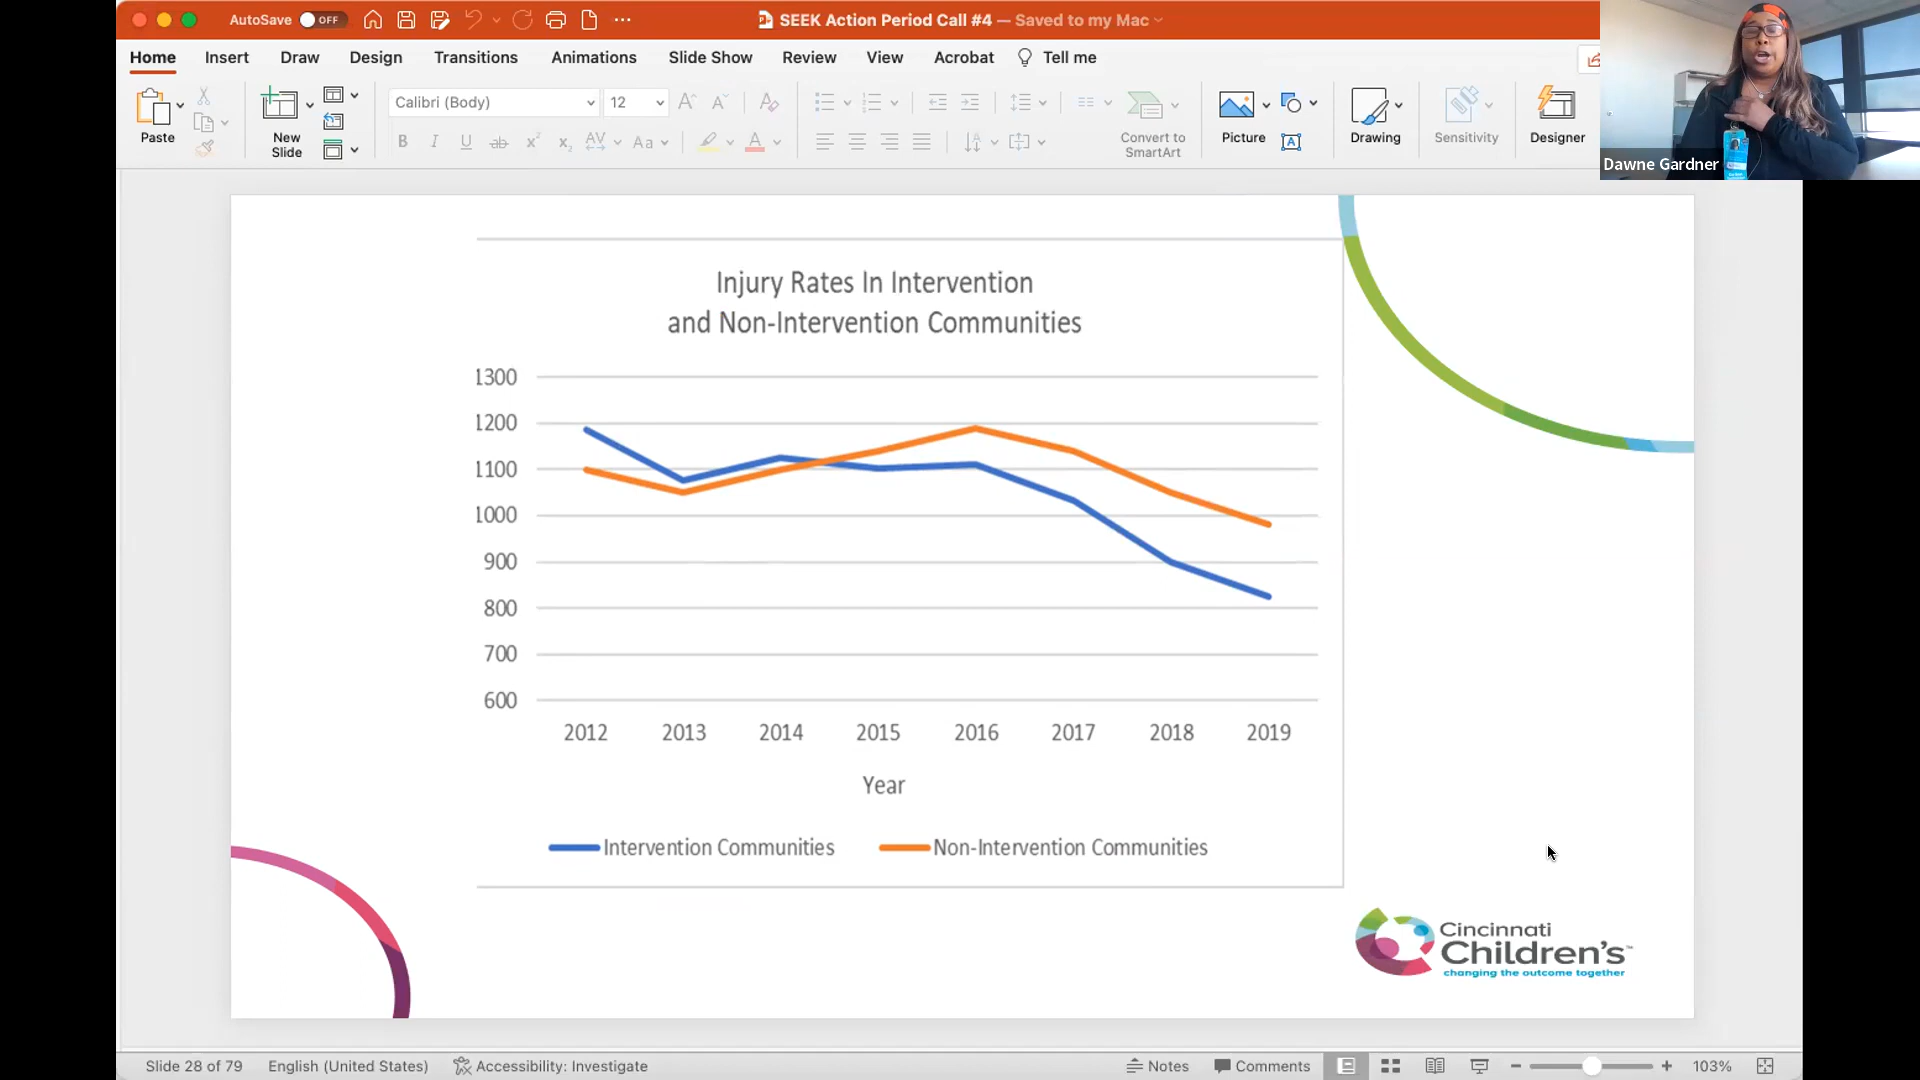 AutoSave OFF
SEEK Action Period Call #4 — Saved to my Mac
Home Insert Draw Design Transitions Animations Slide Show Review View Acrobat Tell me
Paste
New
Slide
Calibri (Body) 12
Convert to
SmartArt
Picture
Drawing
Sensitivity
Designer
Dawne Gardner
Injury Rates In Intervention
and Non-Intervention Communities
1300
1200
1100
1000
900
800
700
600
2012 2013 2014 2015 2016 2017 2018 2019
Year
Intervention Communities Non-Intervention Communities
Cincinnati
Children's™
changing the outcome together
Slide 28 of 79 English (United States) Accessibility: Investigate Notes Comments 103%